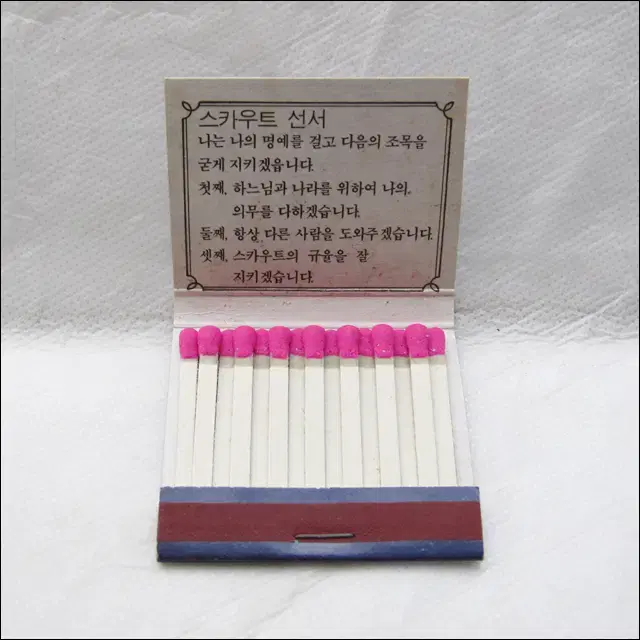 스카우트 선서
나는 나의 명예를 걸고 다음의 조목을
굳게 지키겠읍니다.
첫째, 하느님과 나라를 위하여 나의.
의무를 다하겠습니다.
둘째, 항상 다른 사람을 도와주겠습니다.
셋째, 스카우트의 규율을 잘
지키겠습니다.